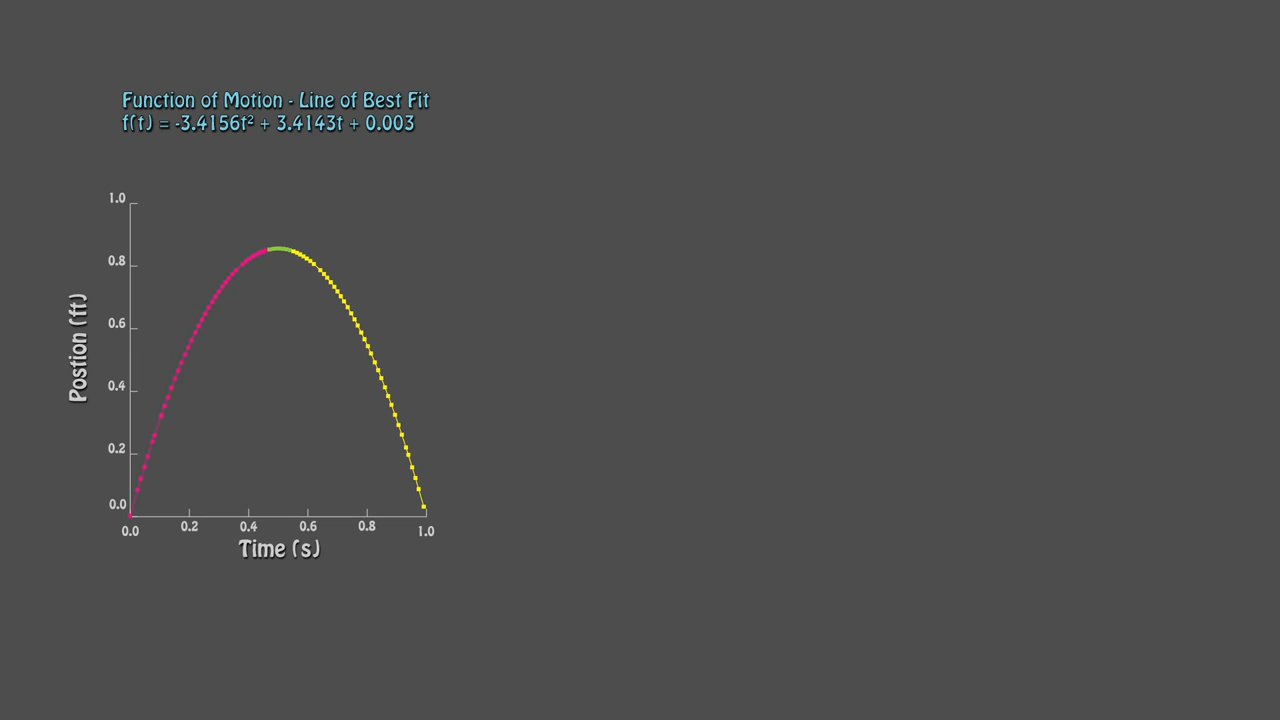 Function of Motion - Line of Best Fit
f(t) = -3.4156t² + 3.4143t + 0.003
1.0
0.8
0.6
0.4
0.2
0.0
Postion (ft)
0.0 0.2 0.4 0.6 0.8 1.0
Time (s)